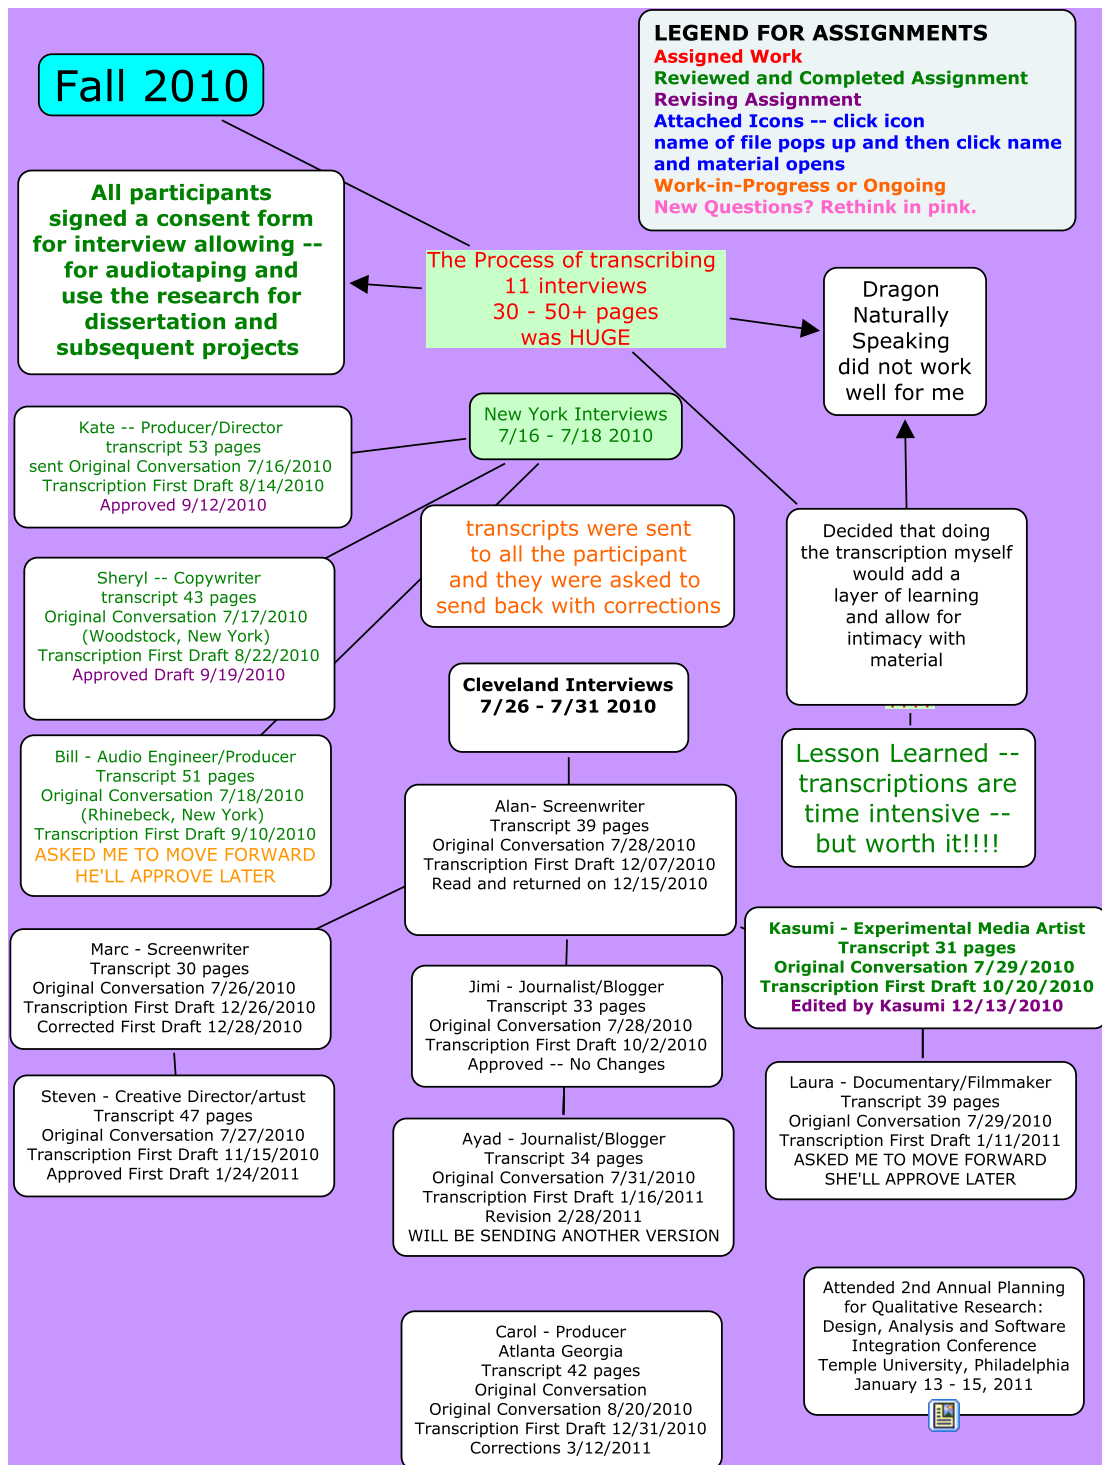 Fall 2010
LEGEND FOR ASSIGNMENTS
Assigned Work
Reviewed and Completed Assignment
Revising Assignment
Attached Icons -- click icon
name of file pops up and then click name
and material opens
Work-in-Progress or Ongoing
New Questions? Rethink in pink.
All participants
signed a consent form
for interview allowing --
for audiotaping and
use the research for
dissertation and
subsequent projects
The Process of transcribing
11 interviews
30 - 50+ pages
was HUGE
Dragon
Naturally
Speaking
did not work
well for me
New York Interviews
7/16 - 7/18 2010
Kate -- Producer/Director
transcript 53 pages
sent Original Conversation 7/16/2010
Transcription First Draft 8/14/2010
Approved 9/12/2010
transcripts were sent
to all the participant
and they were asked to
send back with corrections
Decided that doing
the transcription myself
would add a
layer of learning
and allow for
intimacy with
material
Sheryl -- Copywriter
transcript 43 pages
Original Conversation 7/17/2010
(Woodstock, New York)
Transcription First Draft 8/22/2010
Approved Draft 9/19/2010
Cleveland Interviews
7/26 - 7/31 2010
Lesson Learned --
transcriptions are
time intensive --
but worth it!!!!
Bill - Audio Engineer/Producer
Transcript 51 pages
Original Conversation 7/18/2010
(Rhinebeck, New York)
Transcription First Draft 9/10/2010
ASKED ME TO MOVE FORWARD
HE'LL APPROVE LATER
Alan- Screenwriter
Transcript 39 pages
Original Conversation 7/28/2010
Transcription First Draft 12/07/2010
Read and returned on 12/15/2010
Marc - Screenwriter
Transcript 30 pages
Original Conversation 7/26/2010
Transcription First Draft 12/26/2010
Corrected First Draft 12/28/2010
Jimi - Journalist/Blogger
Transcript 33 pages
Original Conversation 7/28/2010
Transcription First Draft 10/2/2010
Approved -- No Changes
Kasumi - Experimental Media Artist
Transcript 31 pages
Original Conversation 7/29/2010
Transcription First Draft 10/20/2010
Edited by Kasumi 12/13/2010
Steven - Creative Director/artust
Transcript 47 pages
Original Conversation 7/27/2010
Transcription First Draft 11/15/2010
Approved First Draft 1/24/2011
Ayad - Journalist/Blogger
Transcript 34 pages
Original Conversation 7/31/2010
Transcription First Draft 1/16/2011
Revision 2/28/2011
WILL BE SENDING ANOTHER VERSION
Laura - Documentary/Filmmaker
Transcript 39 pages
Origianl Conversation 7/29/2010
Transcription First Draft 1/11/2011
ASKED ME TO MOVE FORWARD
SHE'LL APPROVE LATER
Carol - Producer
Atlanta Georgia
Transcript 42 pages
Original Conversation
Original Conversation 8/20/2010
Transcription First Draft 12/31/2010
Corrections 3/12/2011
Attended 2nd Annual Planning
for Qualitative Research:
Design, Analysis and Software
Integration Conference
Temple University, Philadelphia
January 13 - 15, 2011